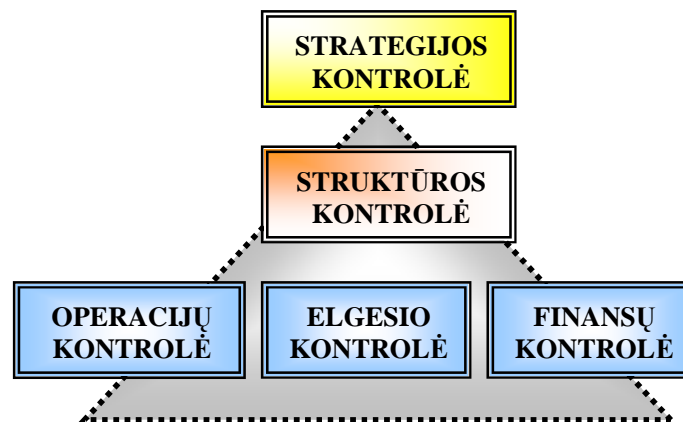 STRATEGIJOS
KONTROLĖ
STRUKTŪROS
KONTROLĖ
OPERACIJŲ
KONTROLĖ
ELGESIO
KONTROLĖ
FINANSŲ
KONTROLĖ